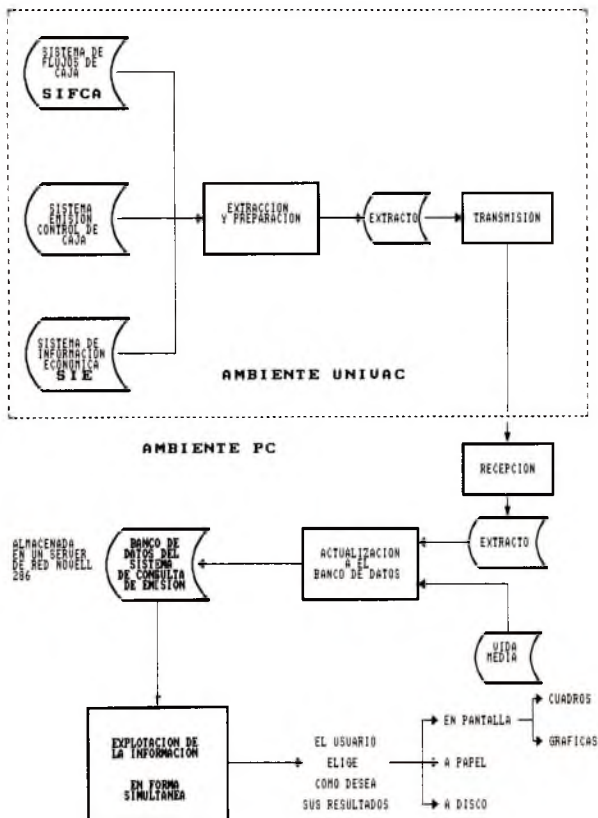 SISTEMA DE
FLUJOS DE
CAJA
SIFCA
SISTEMA
EMISION
CONTROL DE
CAJA
EXTRACCION
Y PREPARACION
EXTRACTO
TRANSMISION
SISTEMA DE
INFORMACION
ECONOMICA
SIE
AMBIENTE UNIVAC
AMBIENTE PC
RECEPCION
ALMACENADA
EN UN SERVER
DE RED NOVELL
286
BANCO DE
DATOS DEL
SISTEMA
DE CONSULTA
DE EMISION
ACTUALIZACION
A EL
BANCO DE DATOS
EXTRACTO
VIDA
MEDIA
EXPLOTACION DE
LA INFORMACION
EN FORMA
SIMULTANEA
EL USUARIO
ELIGE
COMO DESEA
SUS RESULTADOS
EN PANTALLA
CUADROS
GRAFICAS
A PAPEL
A DISCO